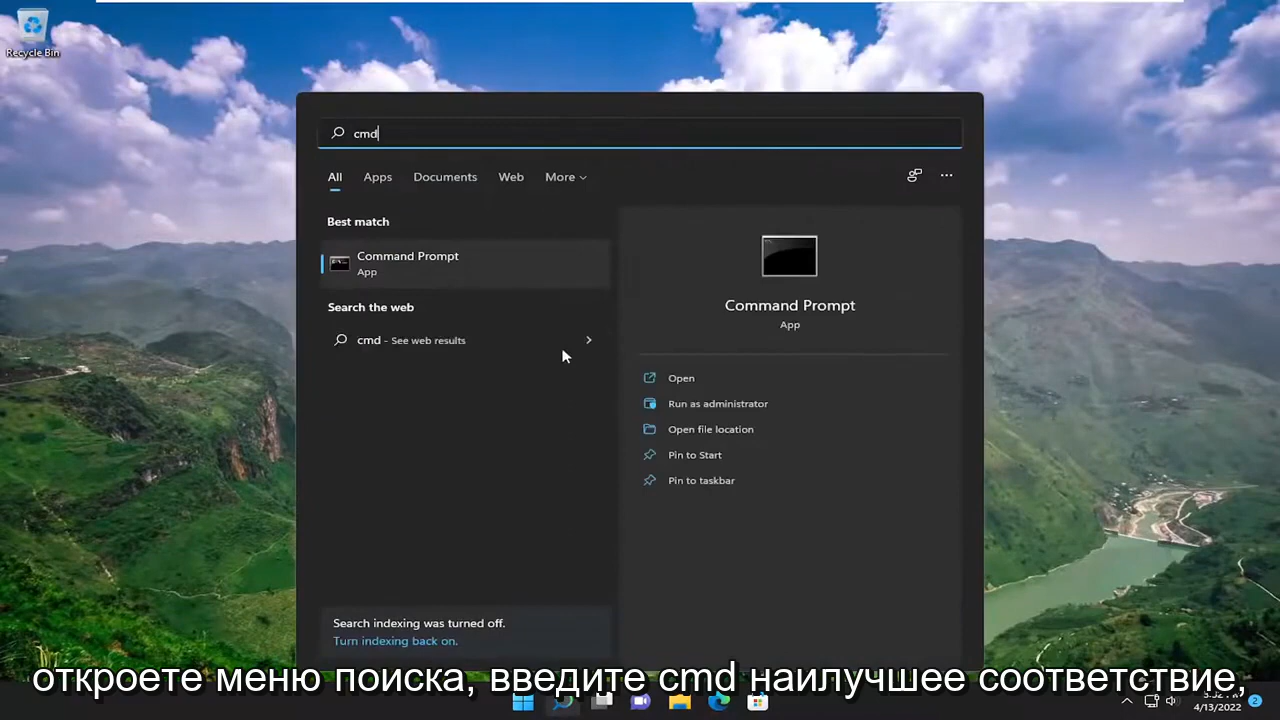 Recycle Bin
cmd
All Apps Documents Web More
Best match
Command Prompt
App
Search the web
cmd - See web results
Command Prompt
App
Open
Run as administrator
Open file location
Pin to Start
Pin to taskbar
Search indexing was turned off.
Turn indexing back on.
откроете меню поиска, введите cmd наилучшее соответствие,
4/13/2022
2